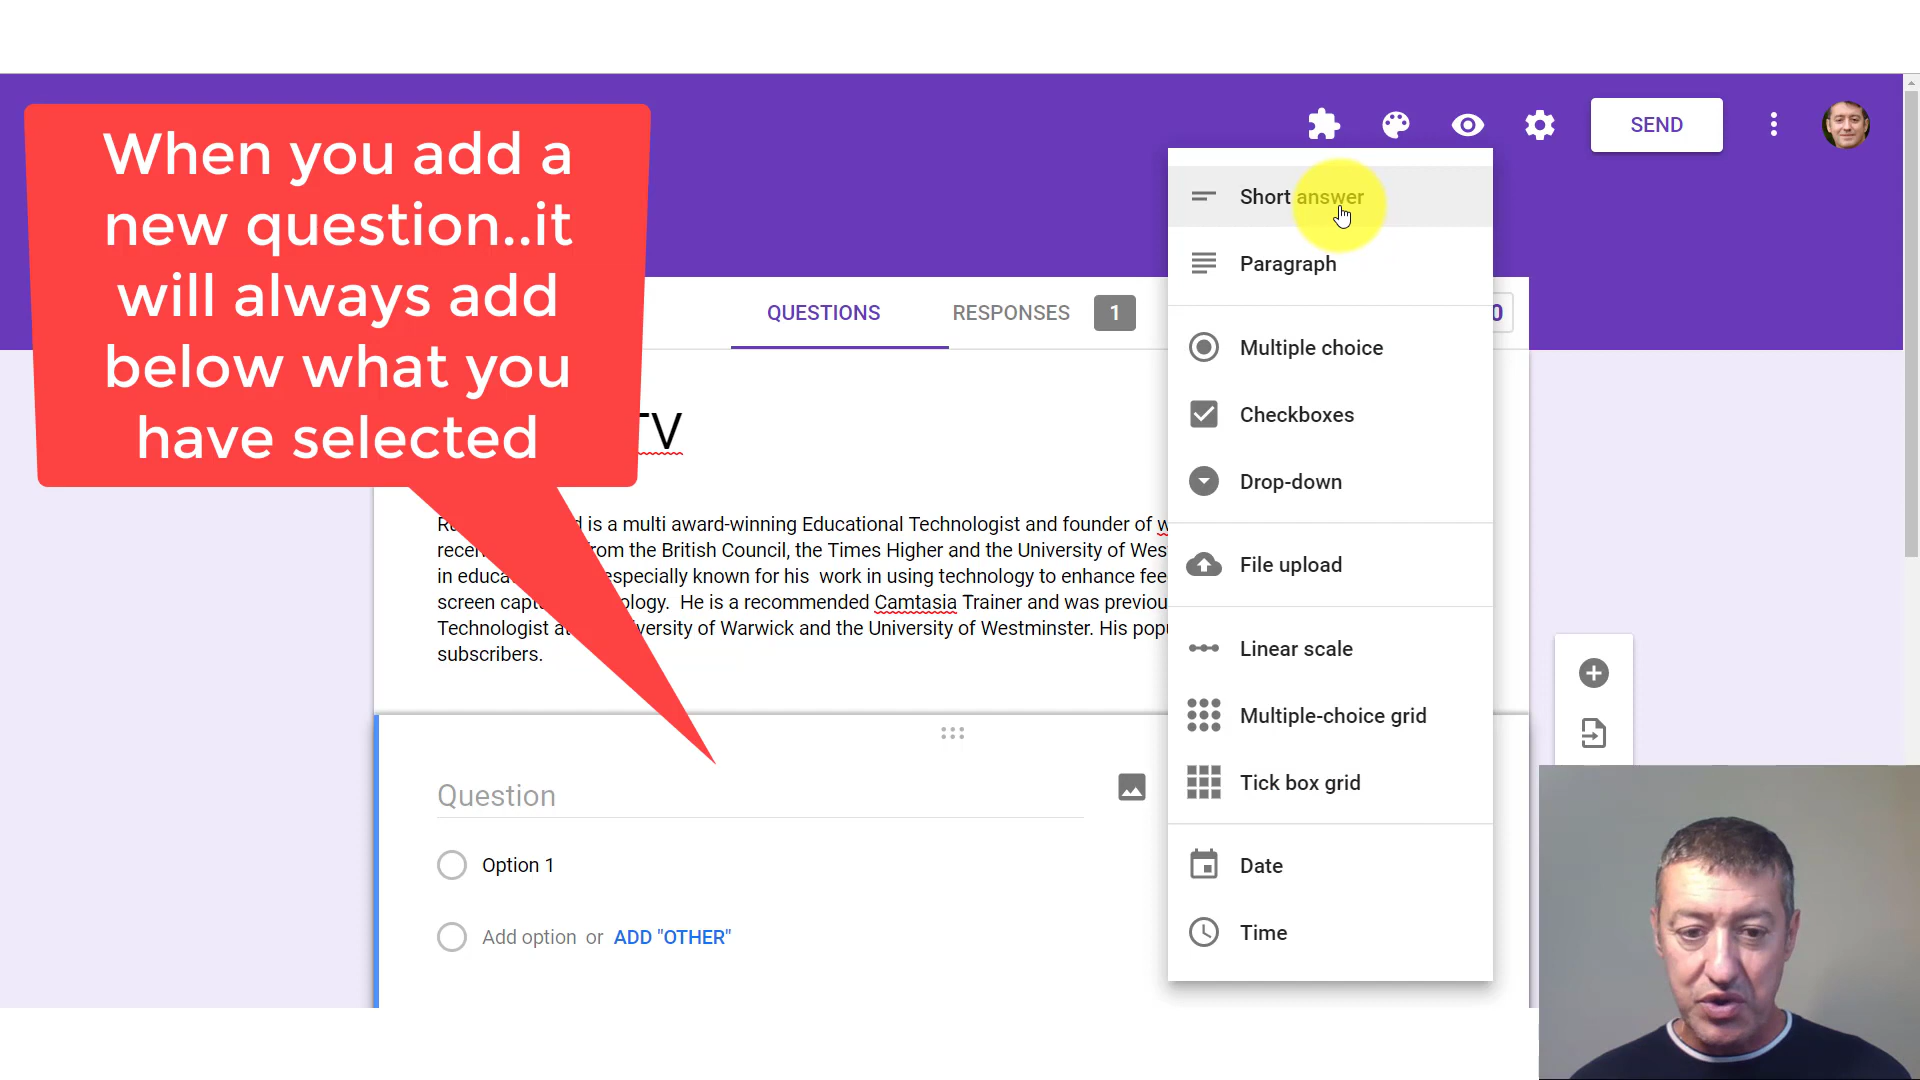 When you add a
new question..it
will always add
below what you
have selected
SEND
QUESTIONS
RESPONSES
1
0
TV
is a multi award-winning Educational Technologist and founder of
from the British Council, the Times Higher and the University of Wes
in especially known for his work in using technology to enhance fee
screen He is a recommended Camtasia Trainer and was previou
Technologist of Warwick and the University of Westminster. His
subscribers.
Question
Option 1
Add option or ADD "OTHER"
Short answer
Paragraph
Multiple choice
Checkboxes
Drop-down
File upload
Linear scale
Multiple-choice grid
Tick box grid
Date
Time